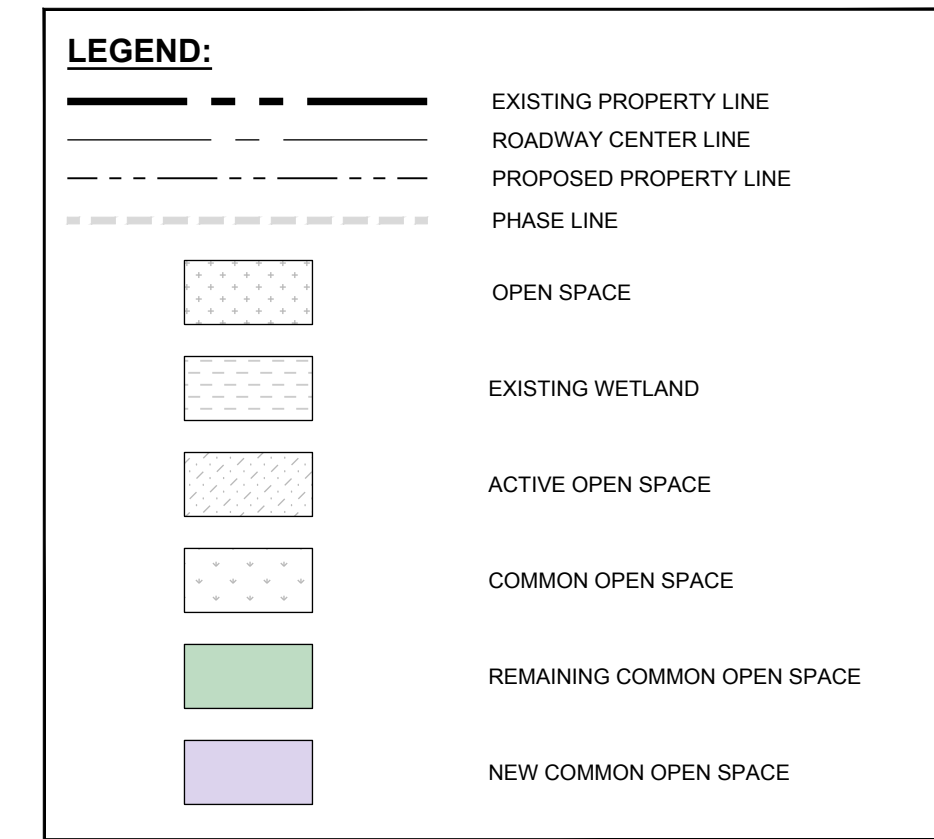 LEGEND:
EXISTING PROPERTY LINE
ROADWAY CENTER LINE
PROPOSED PROPERTY LINE
PHASE LINE
OPEN SPACE
EXISTING WETLAND
ACTIVE OPEN SPACE
COMMON OPEN SPACE
REMAINING COMMON OPEN SPACE
NEW COMMON OPEN SPACE